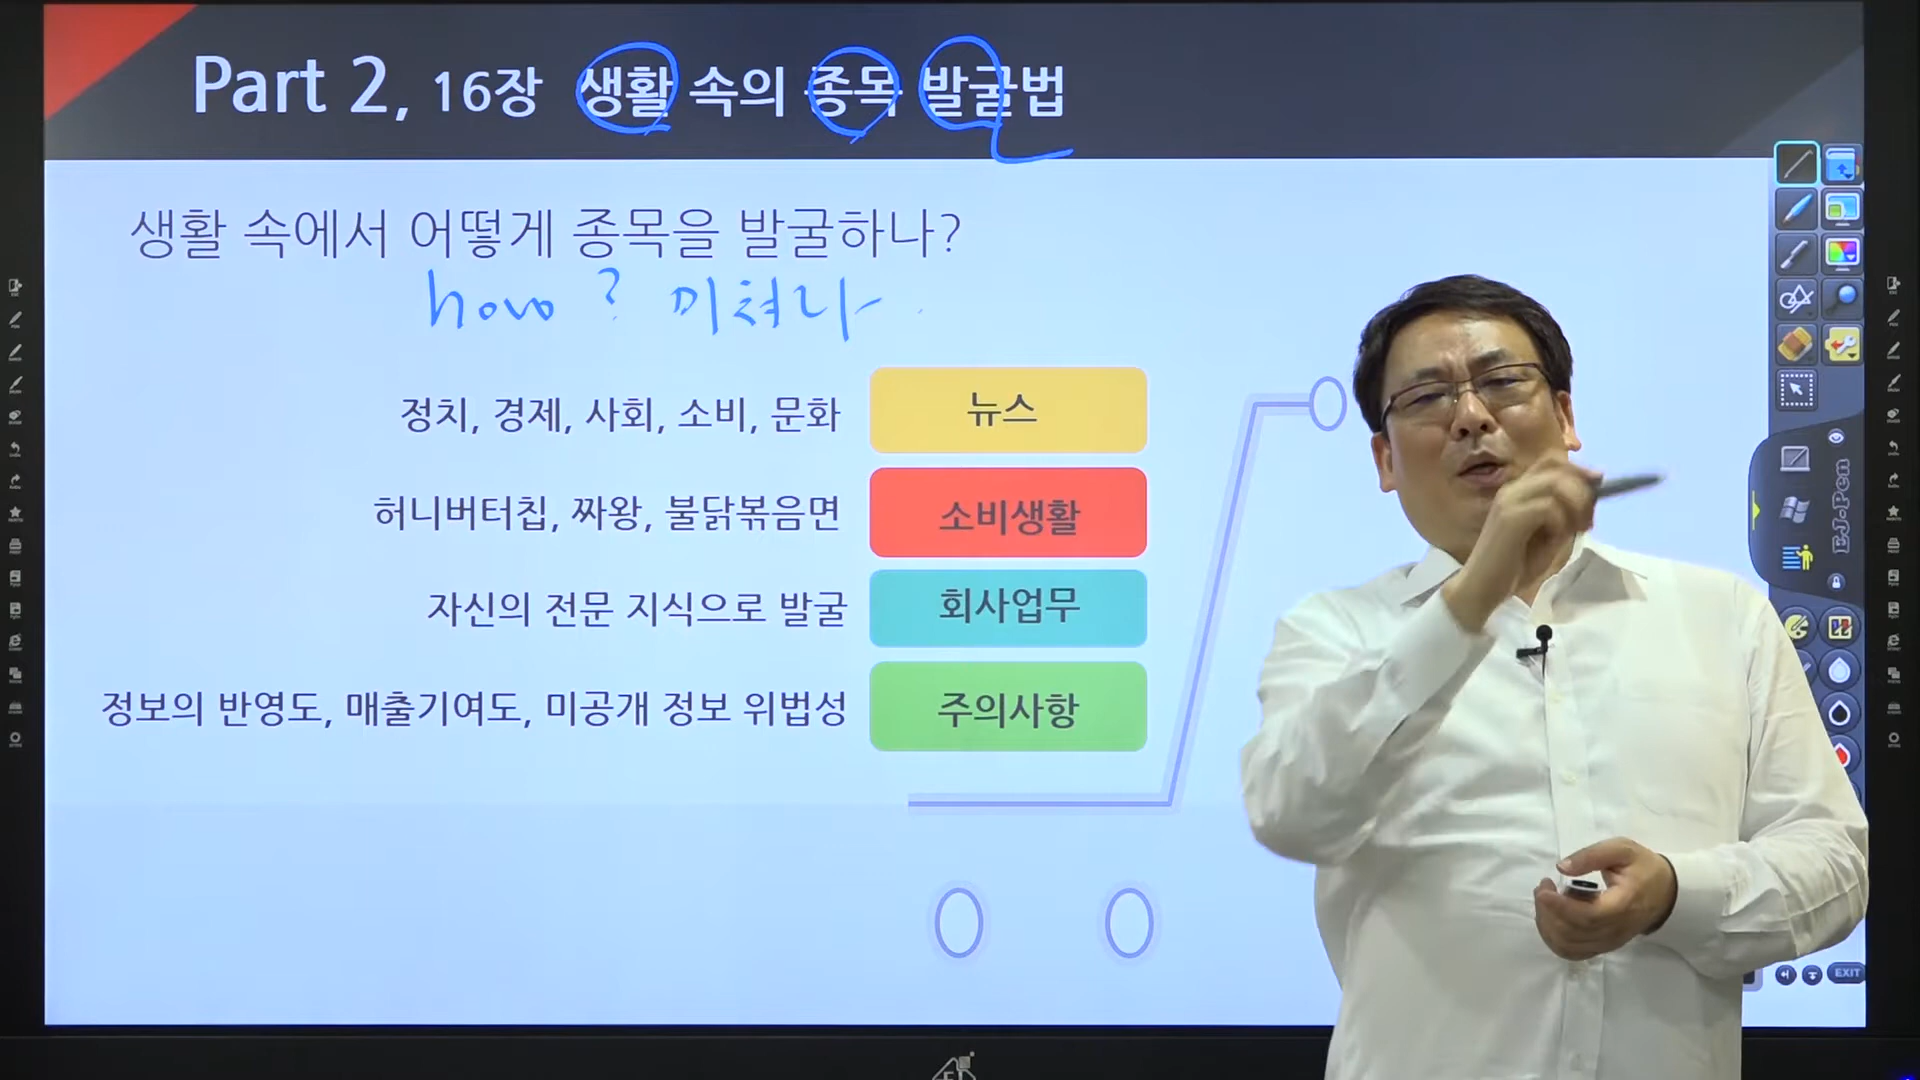 Part 2, 16장 생활 속의 종목 발굴법
생활 속에서 어떻게 종목을 발굴하나?
how ? 미쳐라
정치, 경제, 사회, 소비, 문화 뉴스
허니버터칩, 짜왕, 불닭볶음면 소비생활
자신의 전문 지식으로 발굴 회사업무
정보의 반영도, 매출기여도, 미공개 정보 위법성 주의사항
EJ-Pen
EXIT